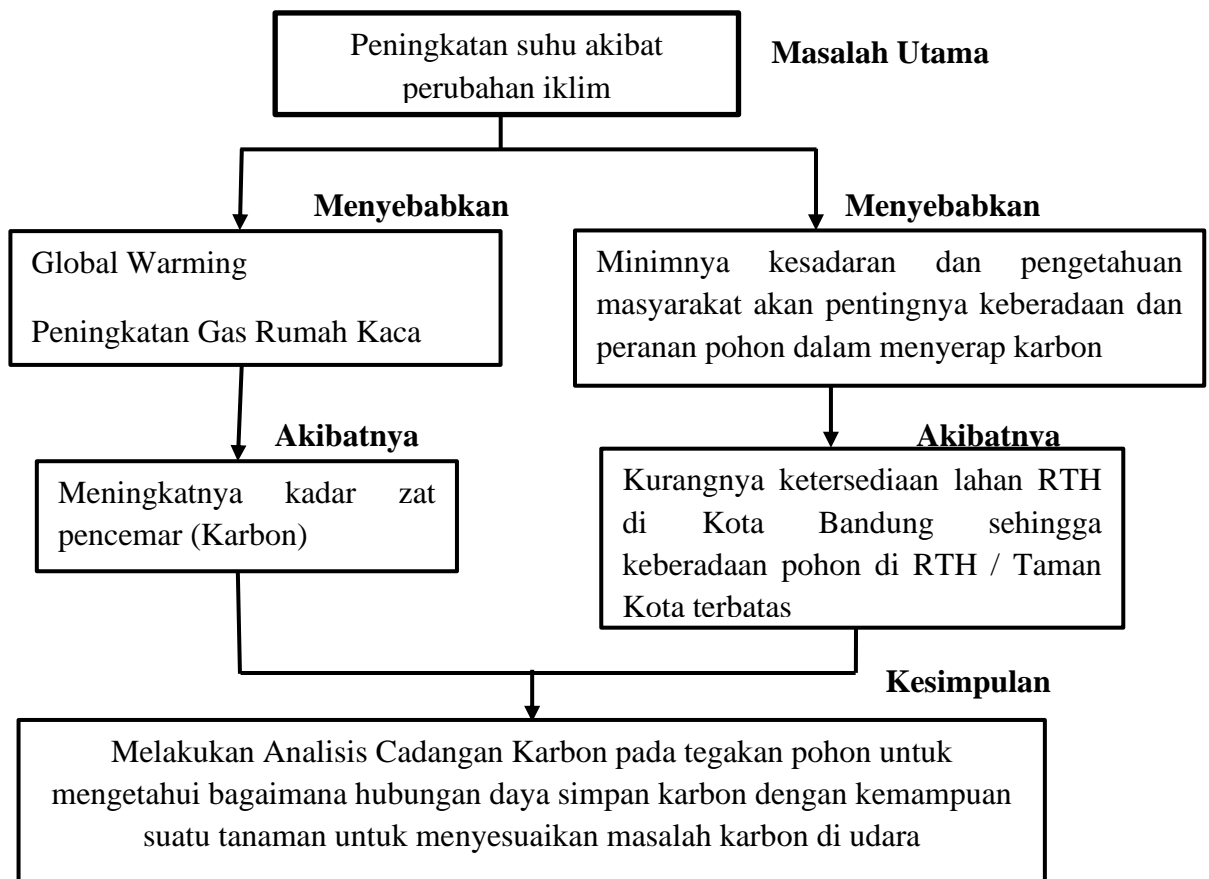 Peningkatan suhu akibat
perubahan iklim
Masalah Utama
Menyebabkan
Menyebabkan
Global Warming
Peningkatan Gas Rumah Kaca
Minimnya kesadaran dan pengetahuan
masyarakat akan pentingnya keberadaan dan
peranan pohon dalam menyerap karbon
Akibatnya
Akibatnya
Meningkatnya kadar zat
pencemar (Karbon)
Kurangnya ketersediaan lahan RTH
di Kota Bandung sehingga
keberadaan pohon di RTH / Taman
Kota terbatas
Kesimpulan
Melakukan Analisis Cadangan Karbon pada tegakan pohon untuk
mengetahui bagaimana hubungan daya simpan karbon dengan kemampuan
suatu tanaman untuk menyesuaikan masalah karbon di udara